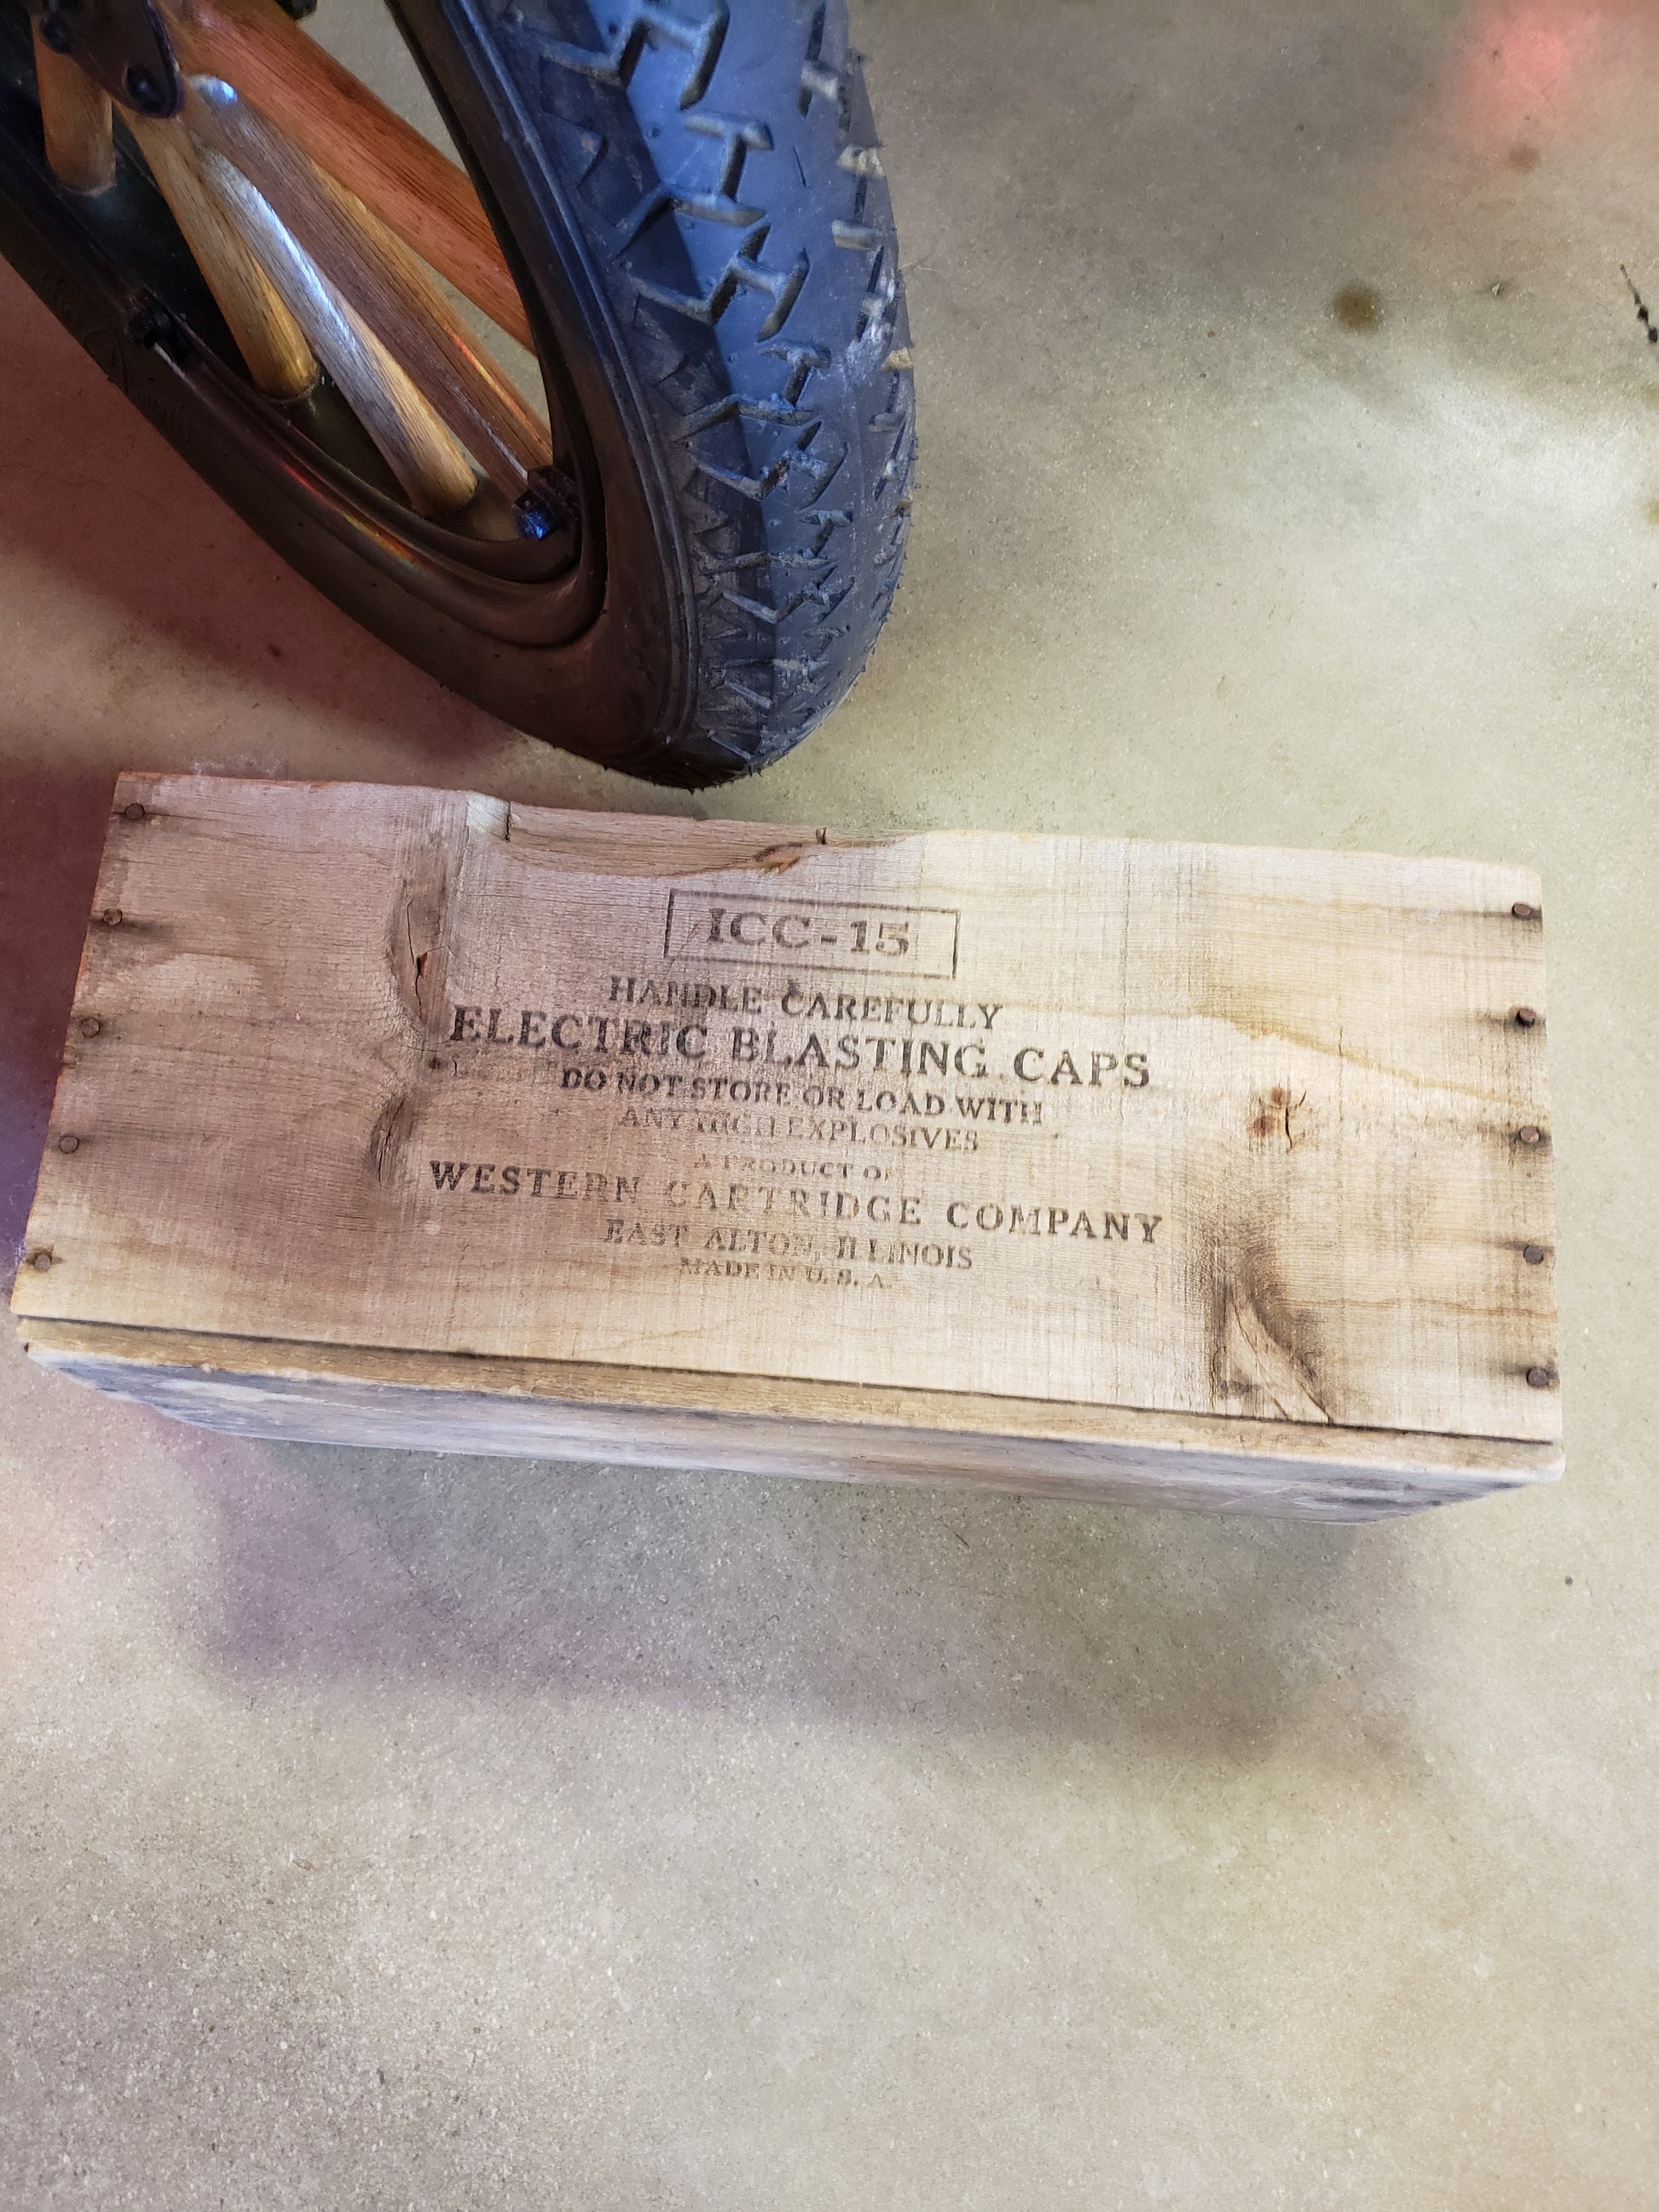 ICC-15
HANDLE CAREFULLY
ELECTRIC BLASTING CAPS
DO NOT STORE OR LOAD WITH
ANY HIGH EXPLOSIVES
A PRODUCT OF
WESTERN CARTRIDGE COMPANY
EAST ALTON, ILLINOIS
MADE IN U. S. A.